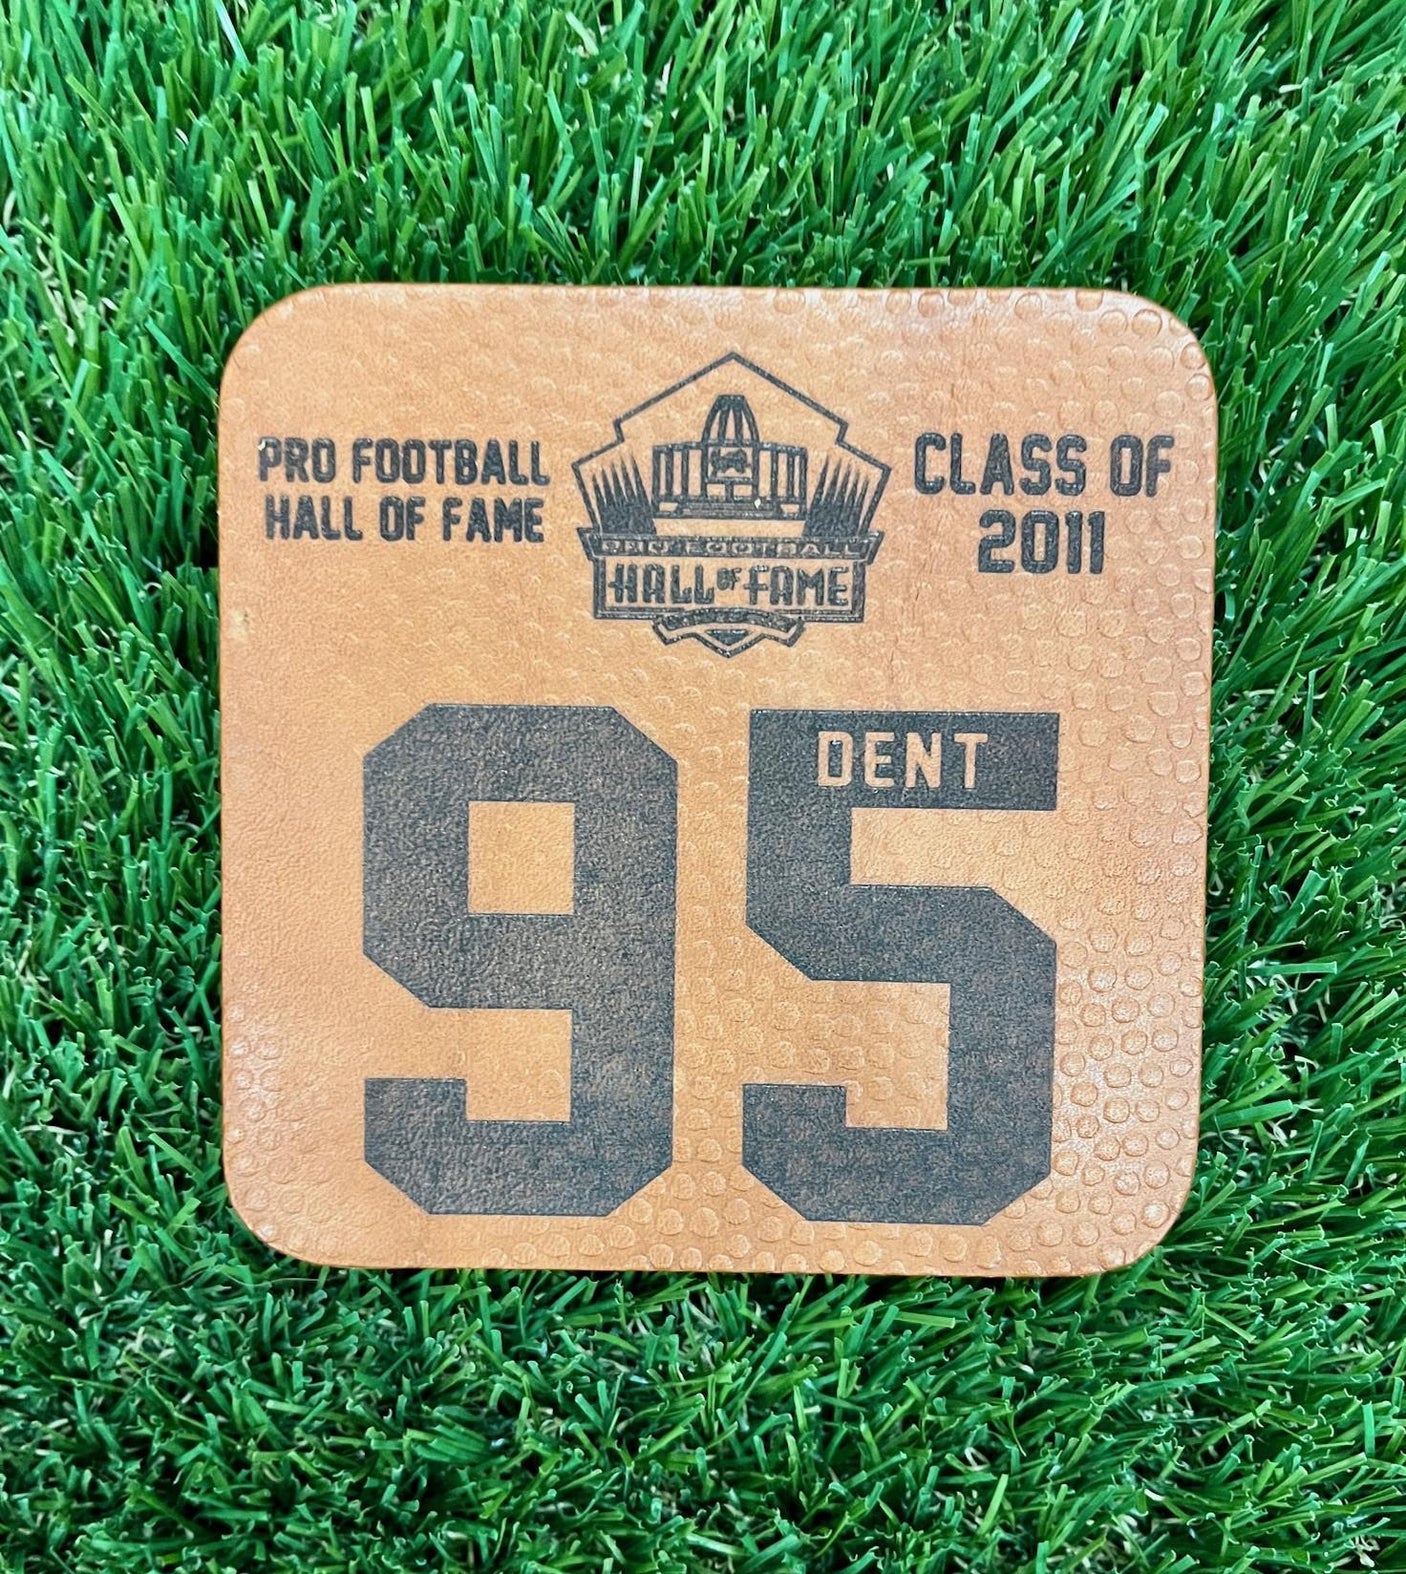 PRO FOOTBALL
HALL OF FAME
PRO FOOTBALL
HALL OF FAME
CLASS OF
2011
95
DENT